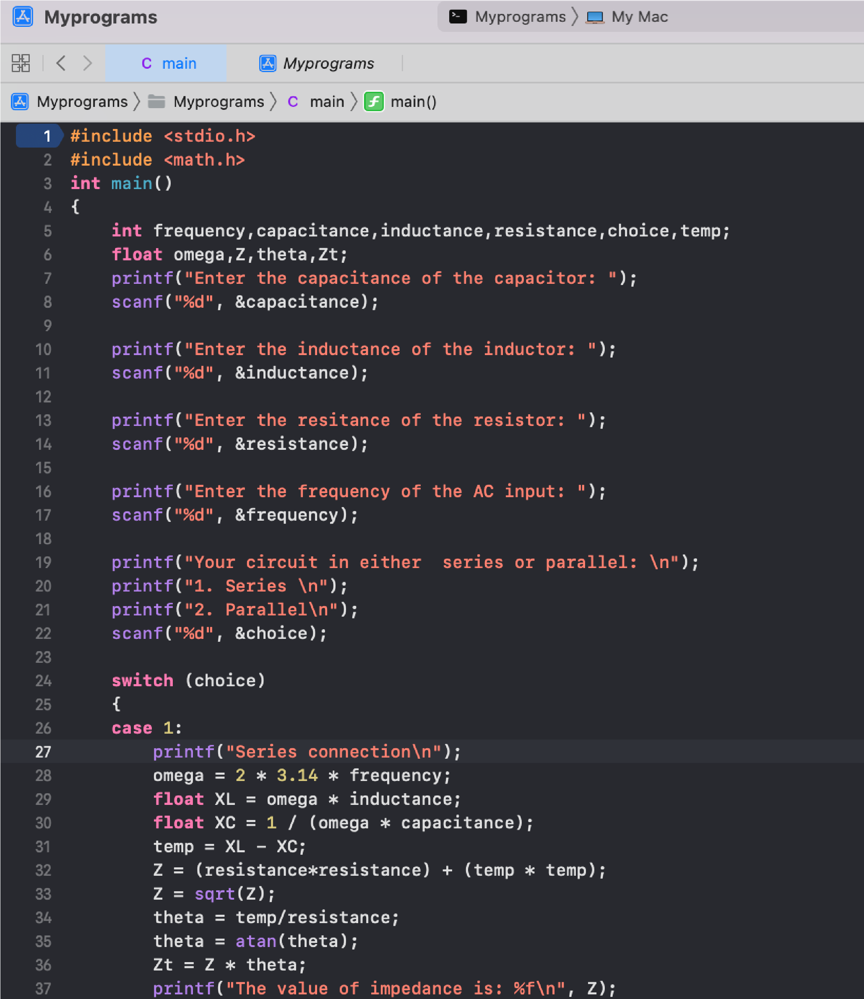 Myprograms
Myprograms 〉 My Mac
C main Myprograms
Myprograms 〉 Myprograms 〉 C main 〉 f main()
1 #include <stdio.h>
2 #include <math.h>
3 int main()
4 {
5     int frequency,capacitance,inductance,resistance,choice,temp;
6     float omega,Z,theta,Zt;
7     printf("Enter the capacitance of the capacitor: ");
8     scanf("%d", &capacitance);
9
10     printf("Enter the inductance of the inductor: ");
11     scanf("%d", &inductance);
12
13     printf("Enter the resitance of the resistor: ");
14     scanf("%d", &resistance);
15
16     printf("Enter the frequency of the AC input: ");
17     scanf("%d", &frequency);
18
19     printf("Your circuit in either  series or parallel: \n");
20     printf("1. Series \n");
21     printf("2. Parallel\n");
22     scanf("%d", &choice);
23
24     switch (choice)
25     {
26     case 1:
27         printf("Series connection\n");
28         omega = 2 * 3.14 * frequency;
29         float XL = omega * inductance;
30         float XC = 1 / (omega * capacitance);
31         temp = XL - XC;
32         Z = (resistance*resistance) + (temp * temp);
33         Z = sqrt(Z);
34         theta = temp/resistance;
35         theta = atan(theta);
36         Zt = Z * theta;
37         printf("The value of impedance is: %f\n", Z);